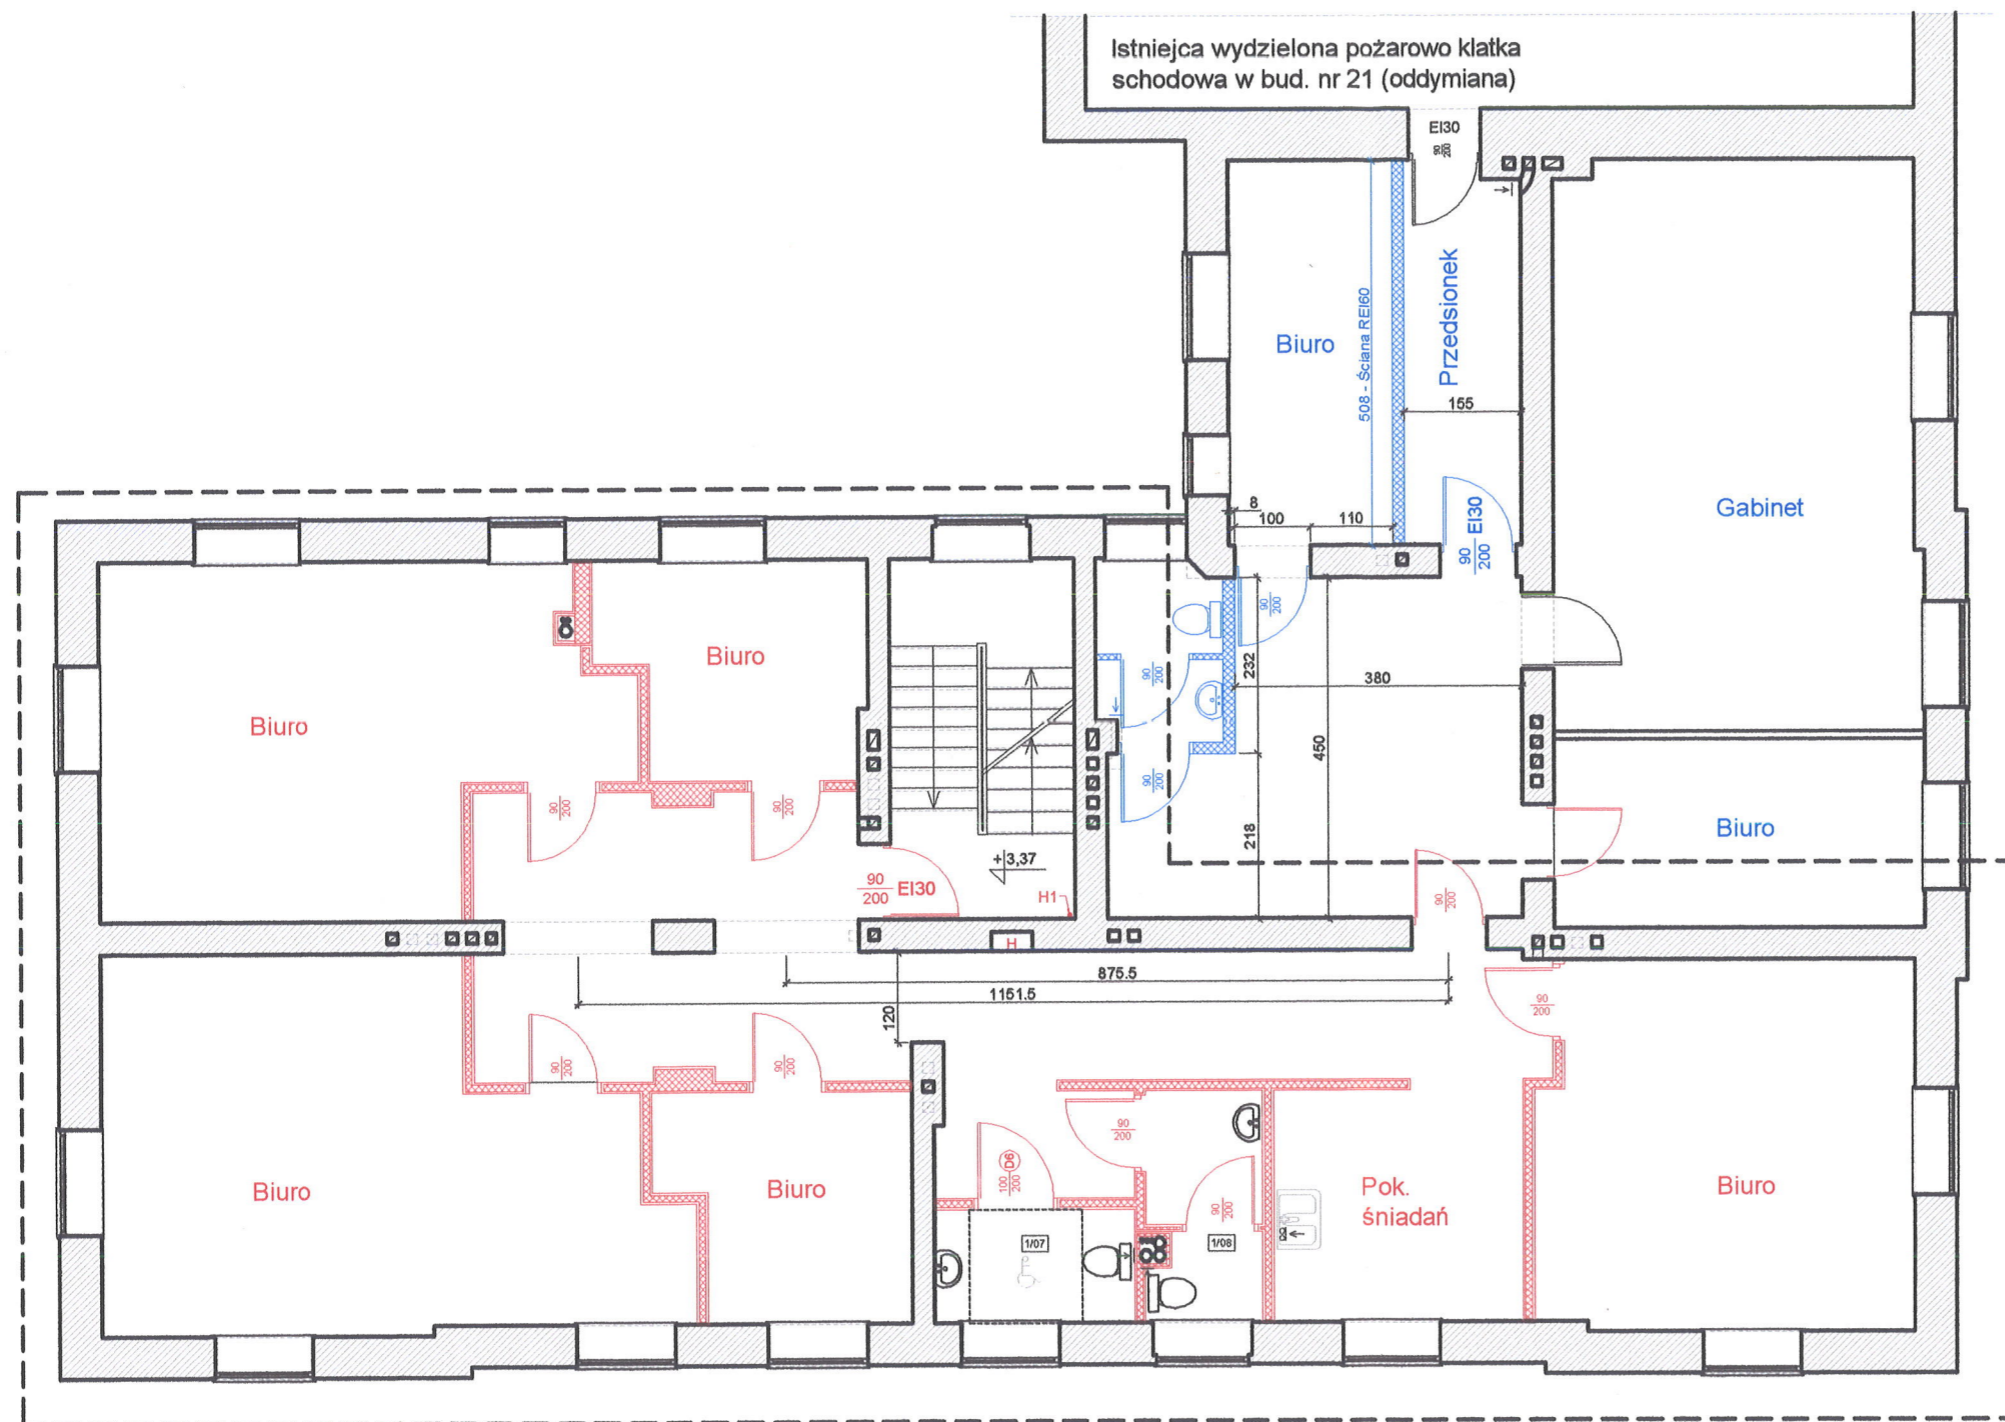 Istniejca wydzielona pożarowo klatka
schodowa w bud. nr 21 (oddymiana)
EI30
90
200
Biuro
508 - Ściana REI60
Przedsionek
155
Gabinet
8
100
110
90
200
EI30
90
200
232
380
450
218
90
200
90
200
Biuro
Biuro
Biuro
90
200
90
200
90
200
EI30
+3,37
H1
H
90
200
Biuro
875.5
1151.5
120
90
200
90
200
90
200
90
200
100
200
D6
90
200
1/07
1/08
Biuro
Biuro
Pok.
śniadań
Biuro